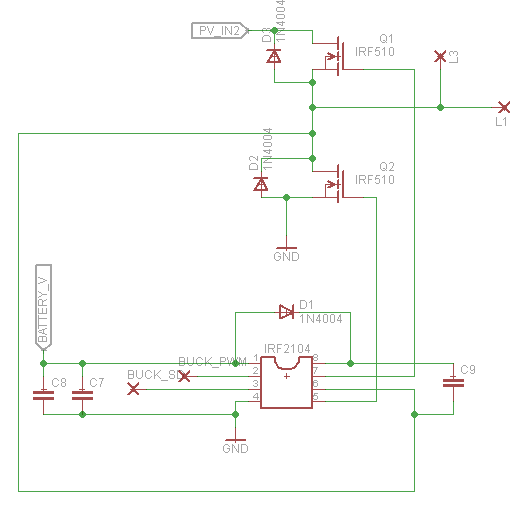 PV_IN2
D3
1N4004
Q1
IRF510
L3
L1
D2
1N4004
Q2
IRF510
GND
BATTERY_V
D1
1N4004
IRF2104
BUCK_PWM
BUCK_SD
1
2
3
4
8
7
6
5
C8
C7
C9
GND